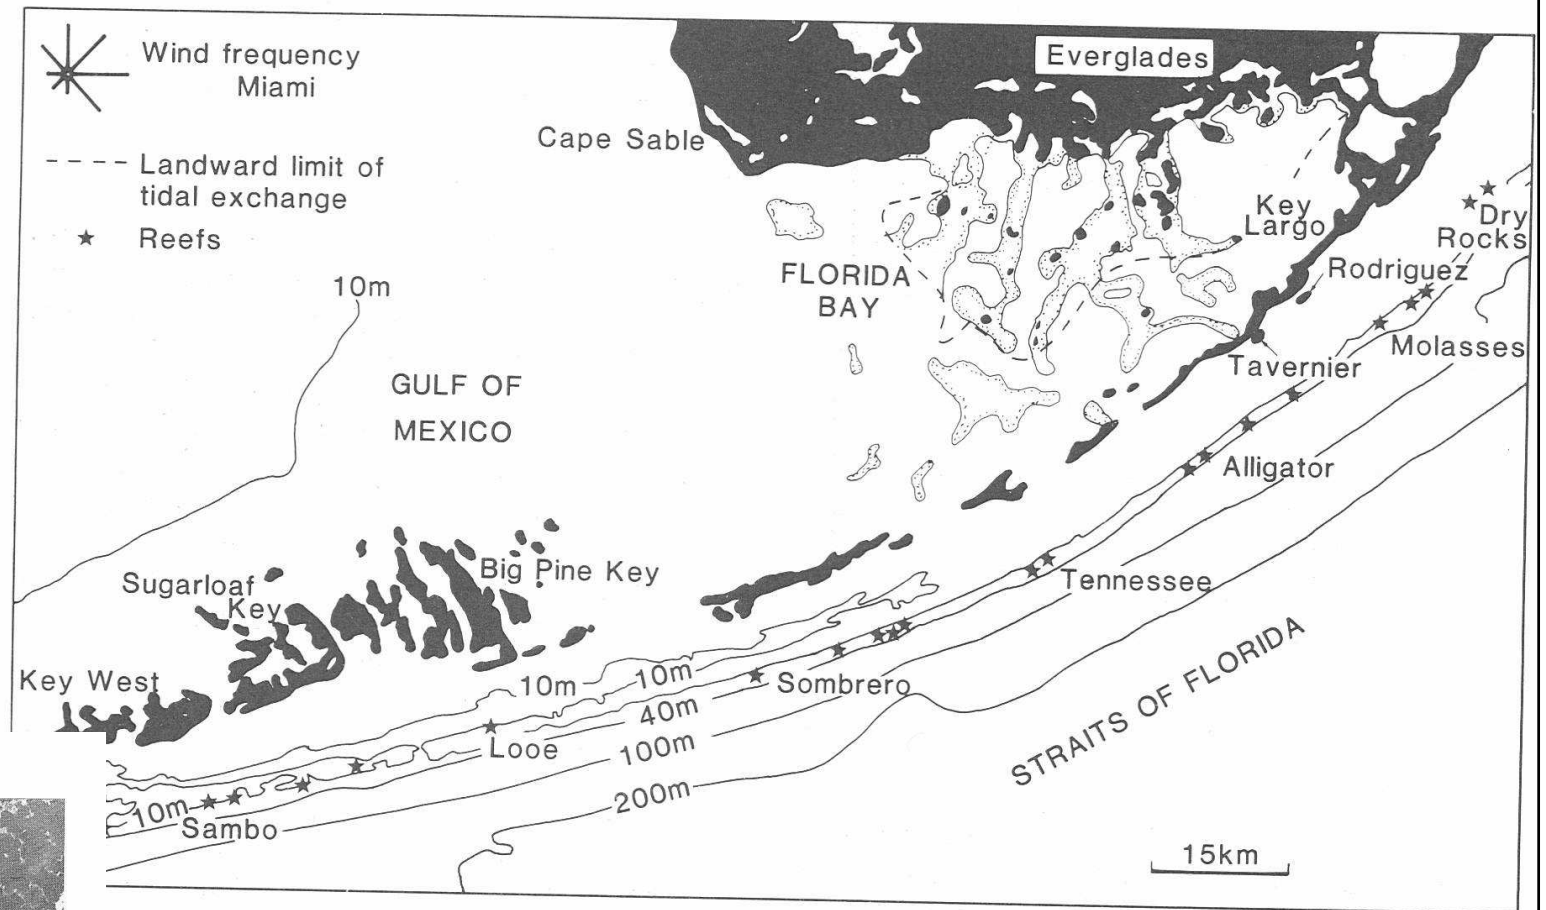 Wind frequency
Miami
Landward limit of
tidal exchange
Reefs
Everglades
Cape Sable
Key
Largo
Dry
Rocks
Rodriguez
FLORIDA
BAY
10m
Molasses
Tavernier
GULF OF
MEXICO
Alligator
Tennessee
Big Pine Key
Sugarloaf
Key
Key West
10m
10m
Sombrero
40m
Looe
100m
200m
10m
Sambo
STRAITS OF FLORIDA
15km